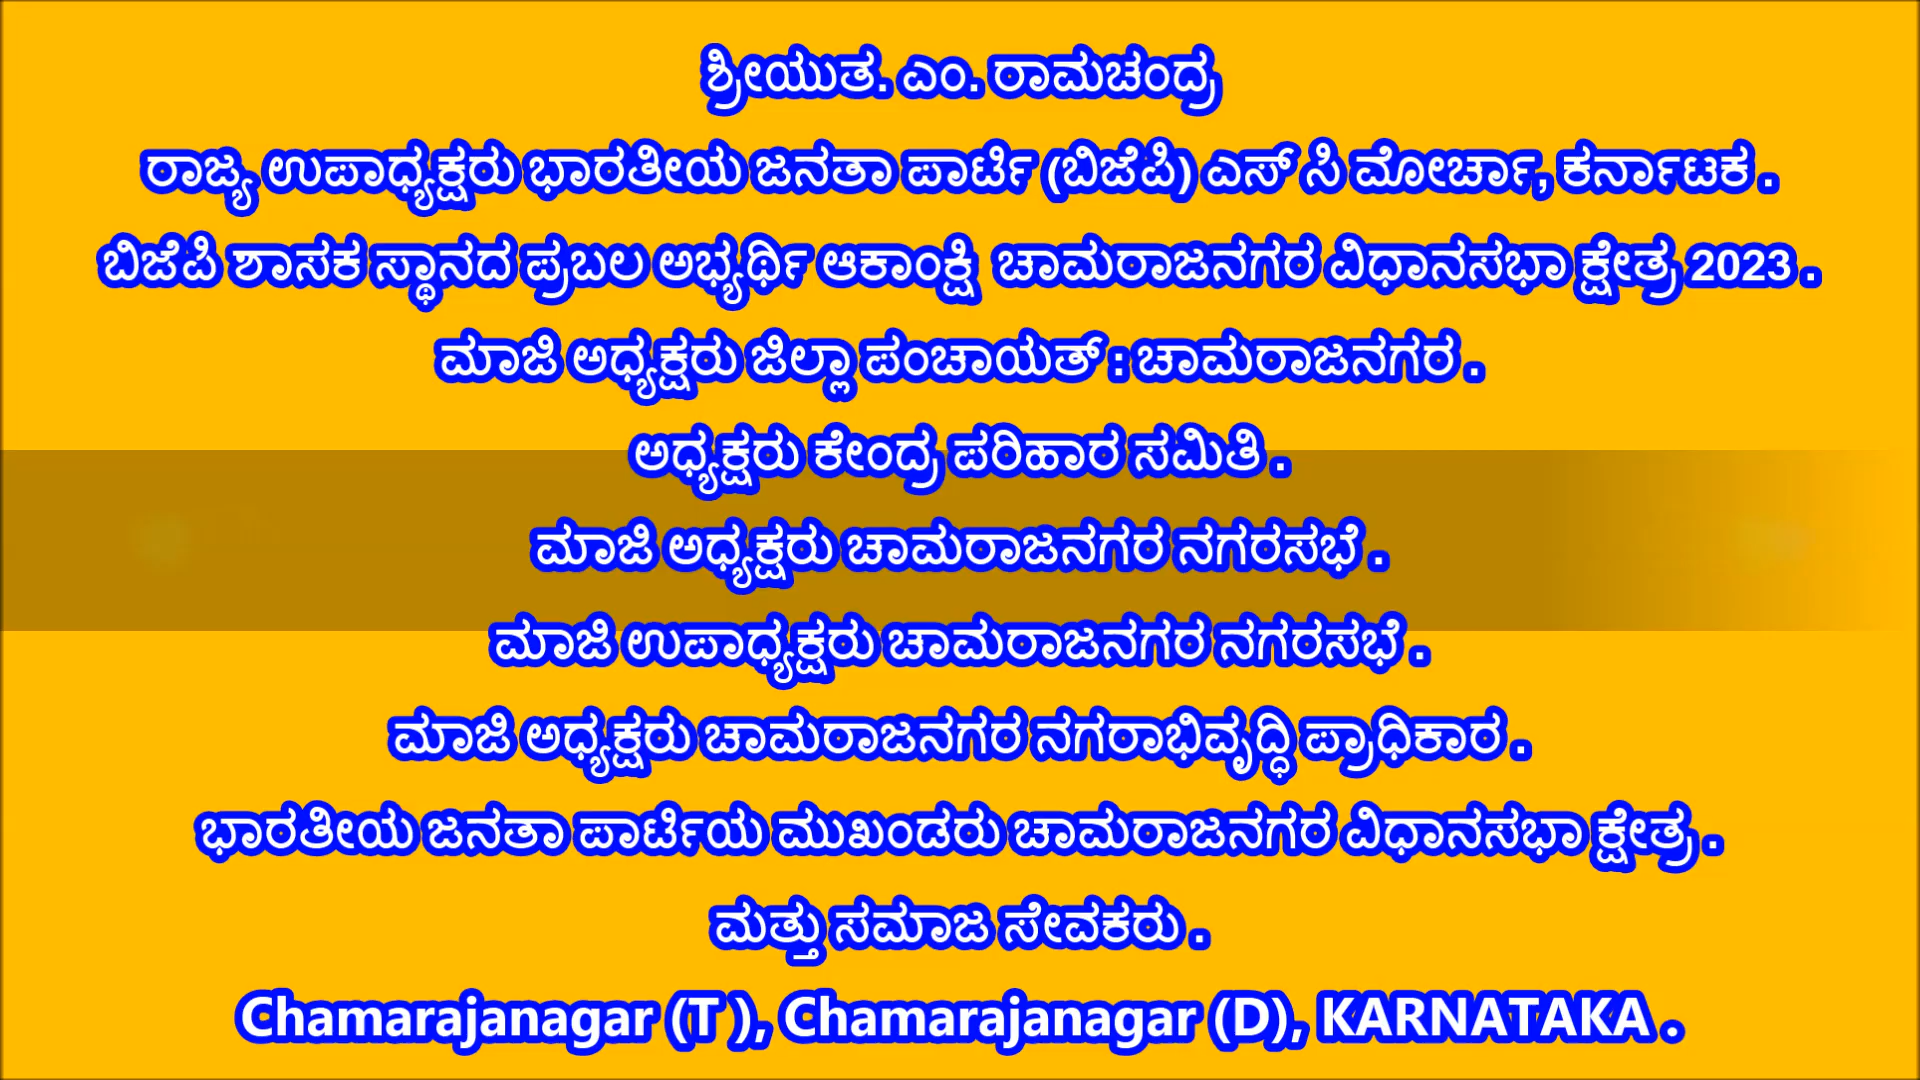 ಶ್ರೀಯುತ. ಎಂ. ರಾಮಚಂದ್ರ
ರಾಜ್ಯ ಉಪಾಧ್ಯಕ್ಷರು ಭಾರತೀಯ ಜನತಾ ಪಾರ್ಟಿ (ಬಿಜೆಪಿ) ಎಸ್ ಸಿ ಮೋರ್ಚಾ, ಕರ್ನಾಟಕ .
ಬಿಜೆಪಿ ಶಾಸಕ ಸ್ಥಾನದ ಪ್ರಬಲ ಅಭ್ಯರ್ಥಿ ಆಕಾಂಕ್ಷಿ ಚಾಮರಾಜನಗರ ವಿಧಾನಸಭಾ ಕ್ಷೇತ್ರ 2023 .
ಮಾಜಿ ಅಧ್ಯಕ್ಷರು ಜಿಲ್ಲಾ ಪಂಚಾಯತ್ : ಚಾಮರಾಜನಗರ .
ಅಧ್ಯಕ್ಷರು ಕೇಂದ್ರ ಪರಿಹಾರ ಸಮಿತಿ .
ಮಾಜಿ ಅಧ್ಯಕ್ಷರು ಚಾಮರಾಜನಗರ ನಗರಸಭೆ .
ಮಾಜಿ ಉಪಾಧ್ಯಕ್ಷರು ಚಾಮರಾಜನಗರ ನಗರಸಭೆ .
ಮಾಜಿ ಅಧ್ಯಕ್ಷರು ಚಾಮರಾಜನಗರ ನಗರಾಭಿವೃದ್ಧಿ ಪ್ರಾಧಿಕಾರ .
ಭಾರತೀಯ ಜನತಾ ಪಾರ್ಟಿಯ ಮುಖಂಡರು ಚಾಮರಾಜನಗರ ವಿಧಾನಸಭಾ ಕ್ಷೇತ್ರ .
ಮತ್ತು ಸಮಾಜ ಸೇವಕರು .
Chamarajanagar (T ), Chamarajanagar (D), KARNATAKA .